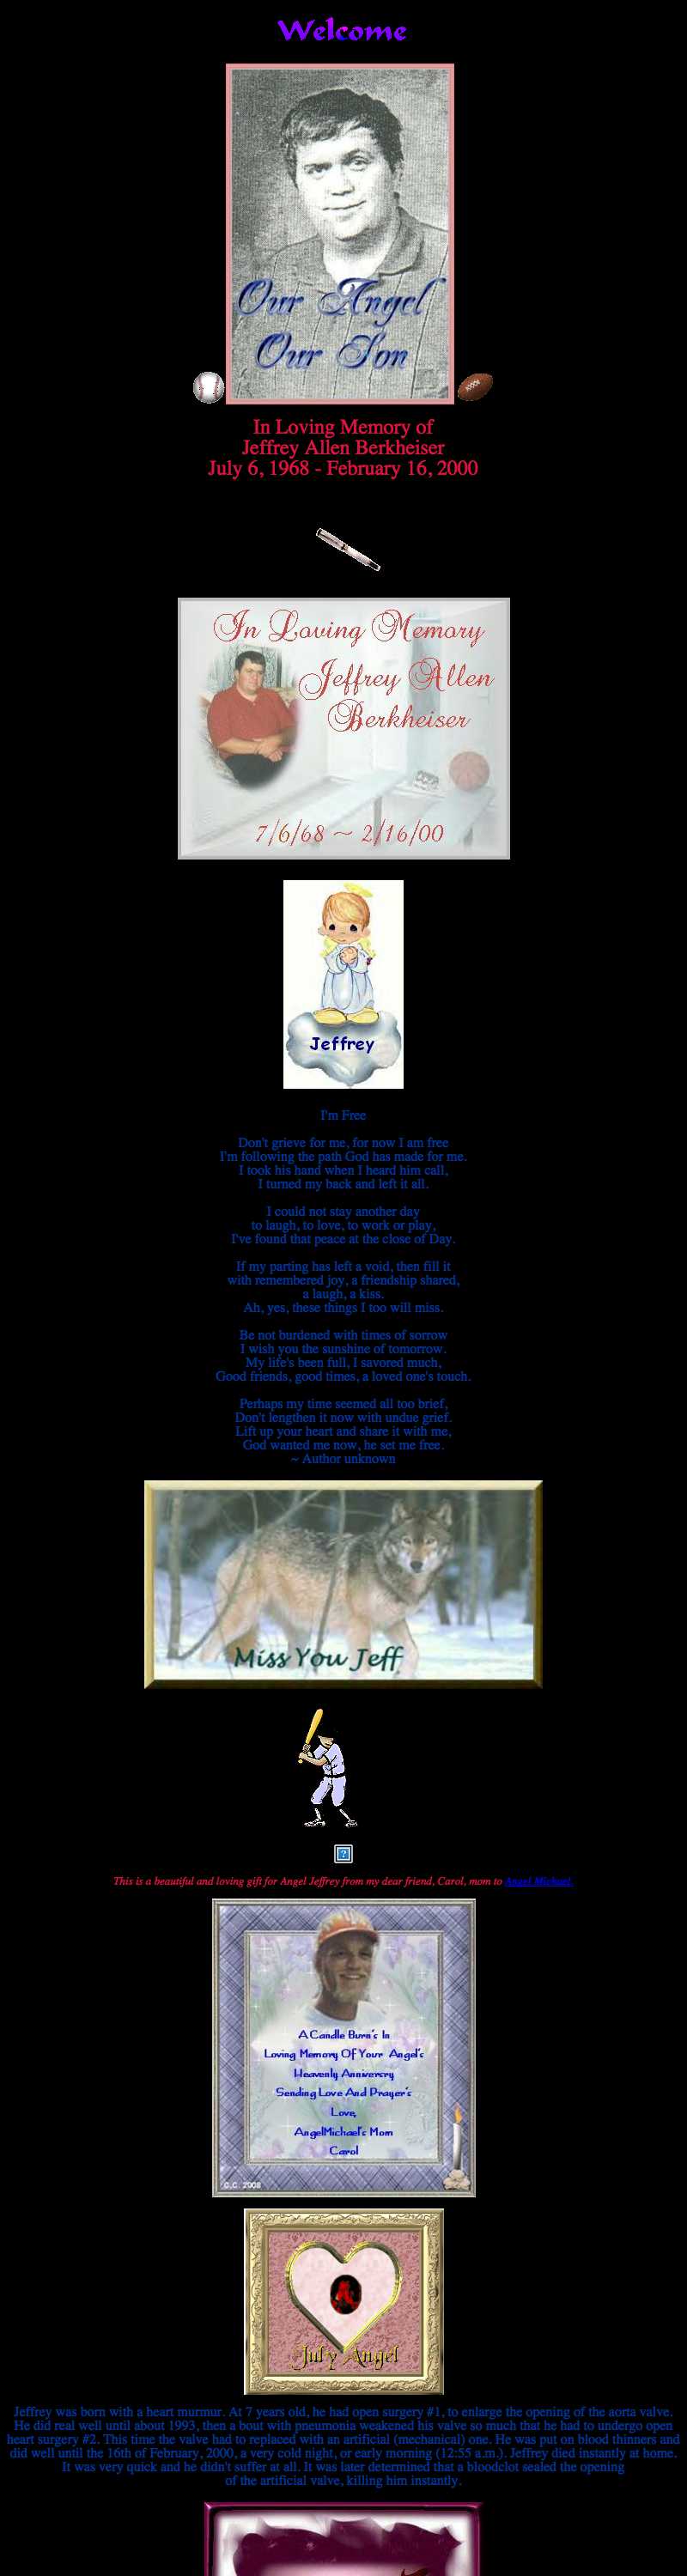 Welcome
Our Angel
Our Son
In Loving Memory of
Jeffrey Allen Berkheiser
July 6, 1968 - February 16, 2000
In Loving Memory
Jeffrey Allen
Berkheiser
7/6/68 ~ 2/16/00
Jeffrey
I'm Free
Don't grieve for me, for now I am free
I'm following the path God has made for me.
I took his hand when I heard him call,
I turned my back and left it all.
I could not stay another day
to laugh, to love, to work or play,
I've found that peace at the close of Day.
If my parting has left a void, then fill it
with remembered joy, a friendship shared,
a laugh, a kiss.
Ah, yes, these things I too will miss.
Be not burdened with times of sorrow
I wish you the sunshine of tomorrow.
My life's been full, I savored much,
Good friends, good times, a loved one's touch.
Perhaps my time seemed all too brief,
Don't lengthen it now with undue grief.
Lift up your heart and share it with me,
God wanted me now, he set me free.
~ Author unknown
Miss You Jeff
This is a beautiful and loving gift for Angel Jeffrey from my dear friend, Carol, mom to Angel Michael.
A Candle Burn's In
Loving Memory Of Your Angel's
Heavenly Anniversry
Sending Love And Prayer's
Love,
AngelMichael's Mom
Carol
C.C. 2008
July Angel
Jeffrey was born with a heart murmur. At 7 years old, he had open surgery #1, to enlarge the opening of the aorta valve.
He did real well until about 1993, then a bout with pneumonia weakened his valve so much that he had to undergo open
heart surgery #2. This time the valve had to replaced with an artificial (mechanical) one. He was put on blood thinners and
did well until the 16th of February, 2000, a very cold night, or early morning (12:55 a.m.). Jeffrey died instantly at home.
It was very quick and he didn't suffer at all. It was later determined that a bloodclot sealed the opening
of the artificial valve, killing him instantly.